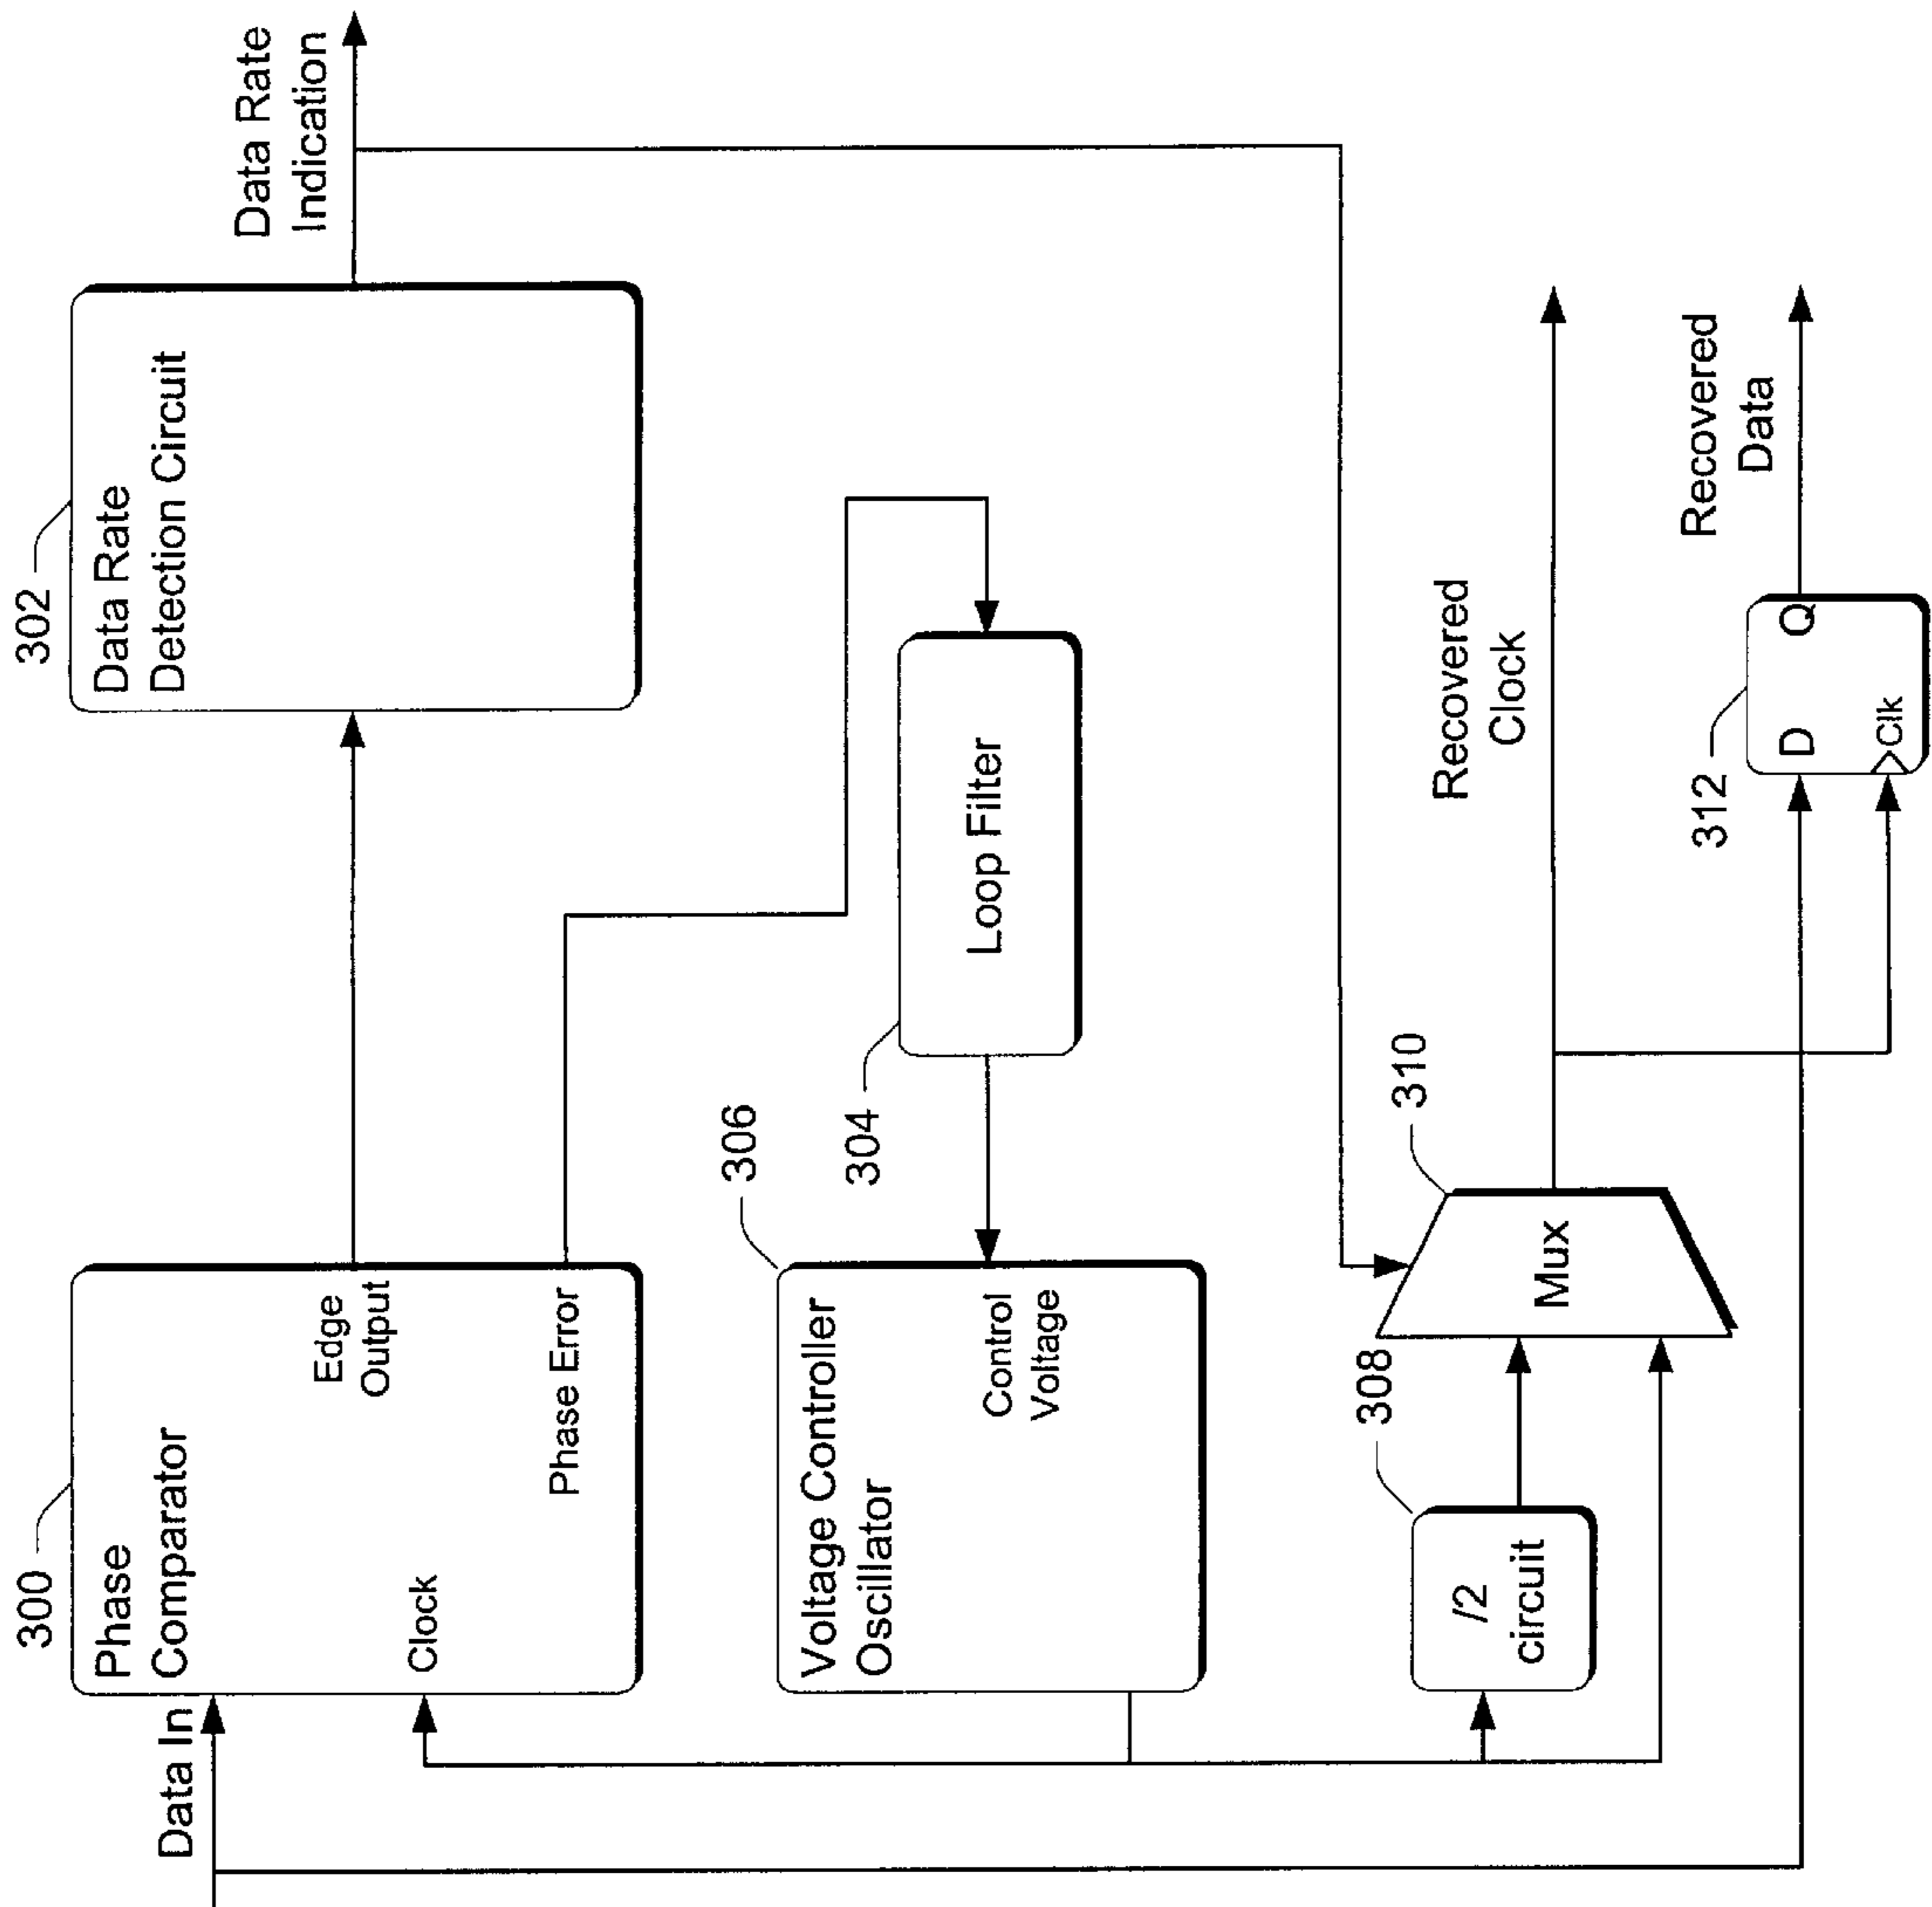 300
Phase
Comparator
Data In
Clock
Edge
Output
Phase Error
302
Data Rate
Detection Circuit
Data Rate
Indication
306
Voltage Controller
Oscillator
Control
Voltage
304
Loop Filter
308
/2
circuit
310
Mux
Recovered
Clock
312
D
Q
Clk
Recovered
Data